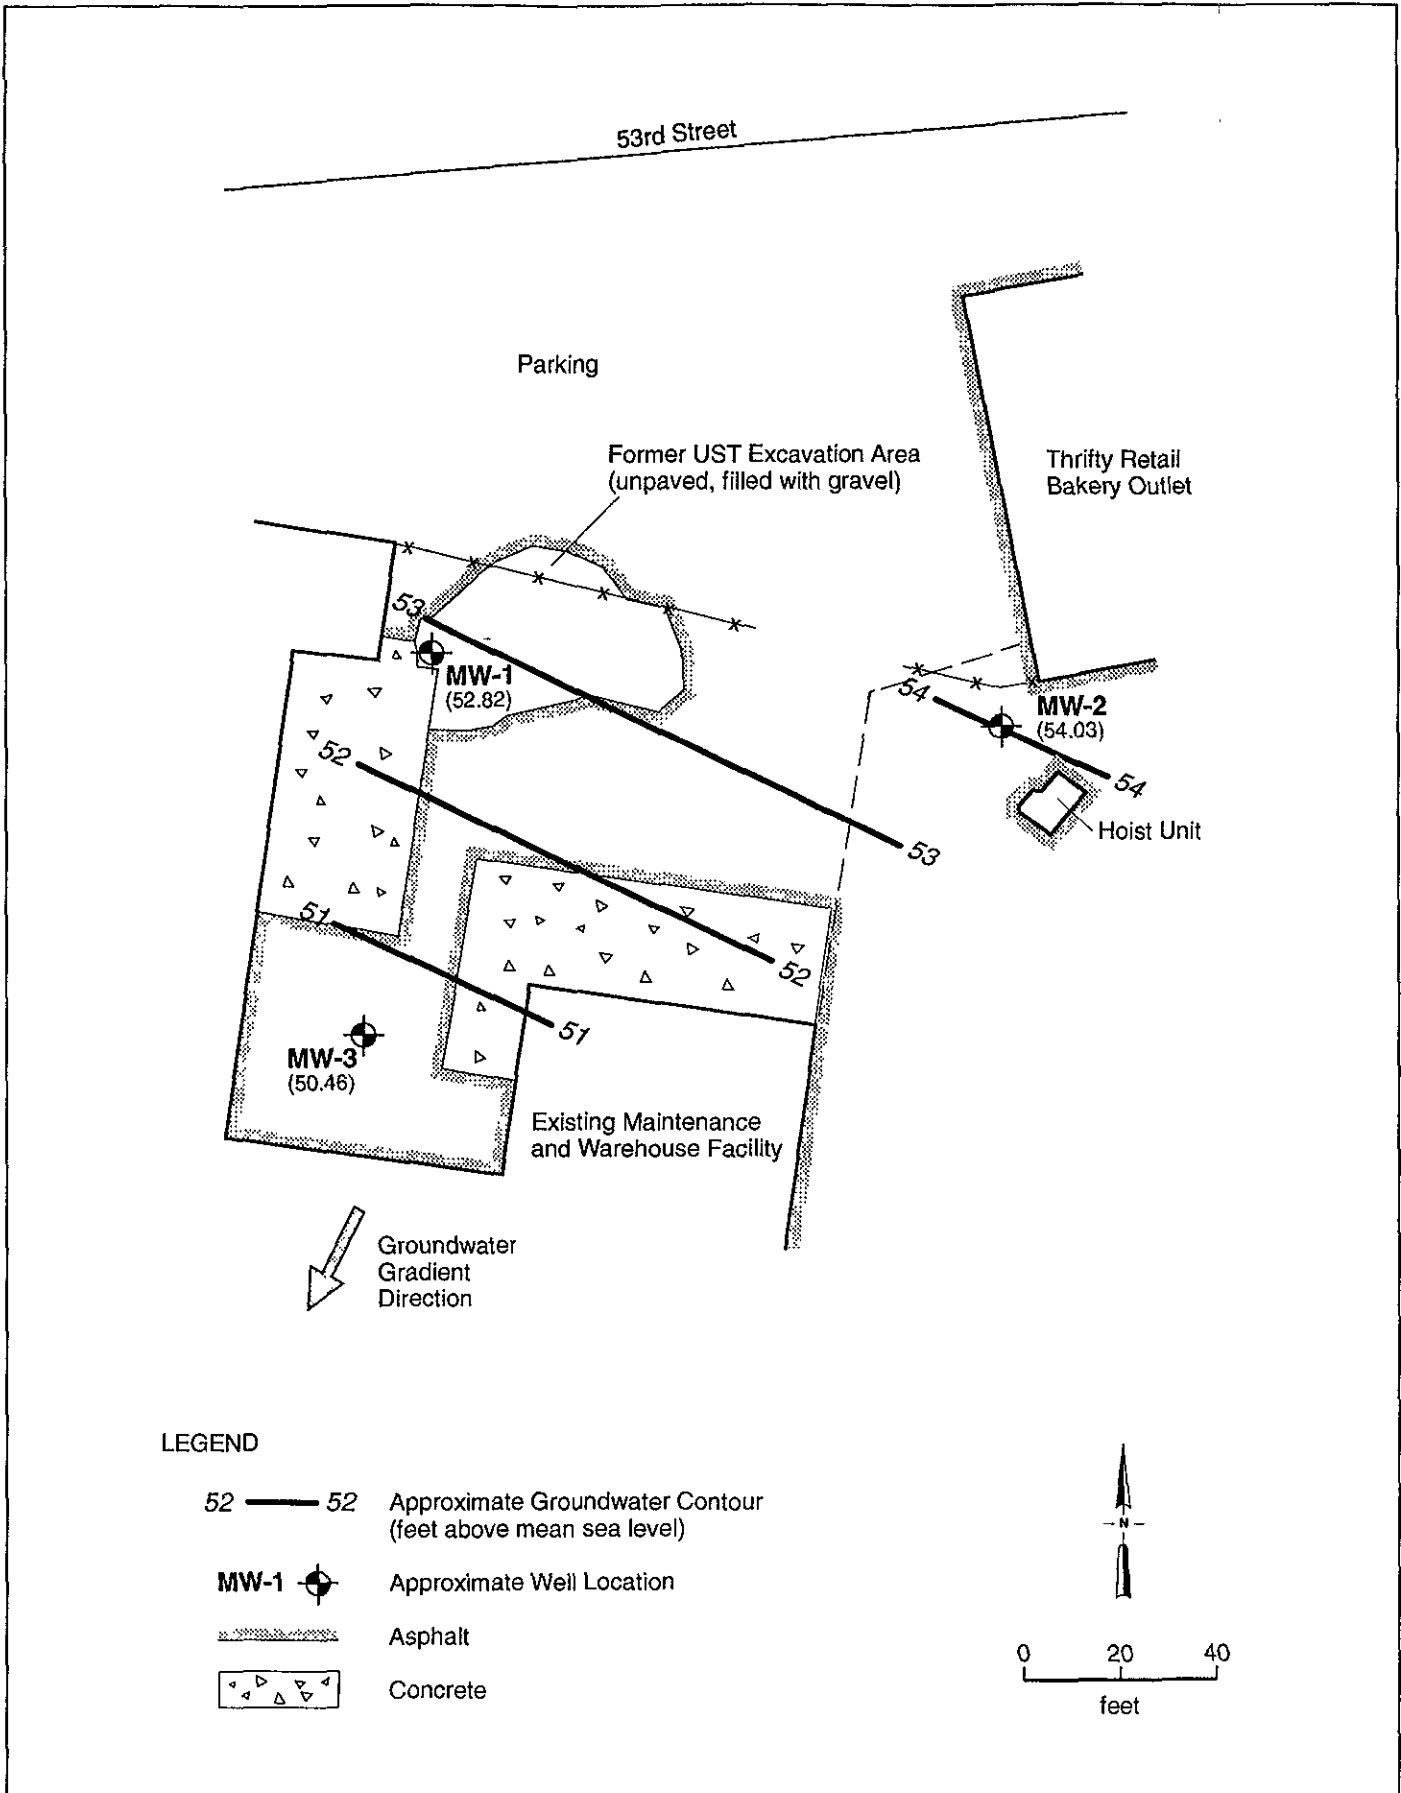 53rd Street
Parking
Former UST Excavation Area
(unpaved, filled with gravel)
Thrifty Retail
Bakery Outlet
53
MW-1
(52.82)
54
MW-2
(54.03)
54
Hoist Unit
52
53
51
52
51
MW-3
(50.46)
Existing Maintenance
and Warehouse Facility
Groundwater
Gradient
Direction
LEGEND
52 52 Approximate Groundwater Contour
(feet above mean sea level)
MW-1 Approximate Well Location
Asphalt
Concrete
N
0 20 40
feet